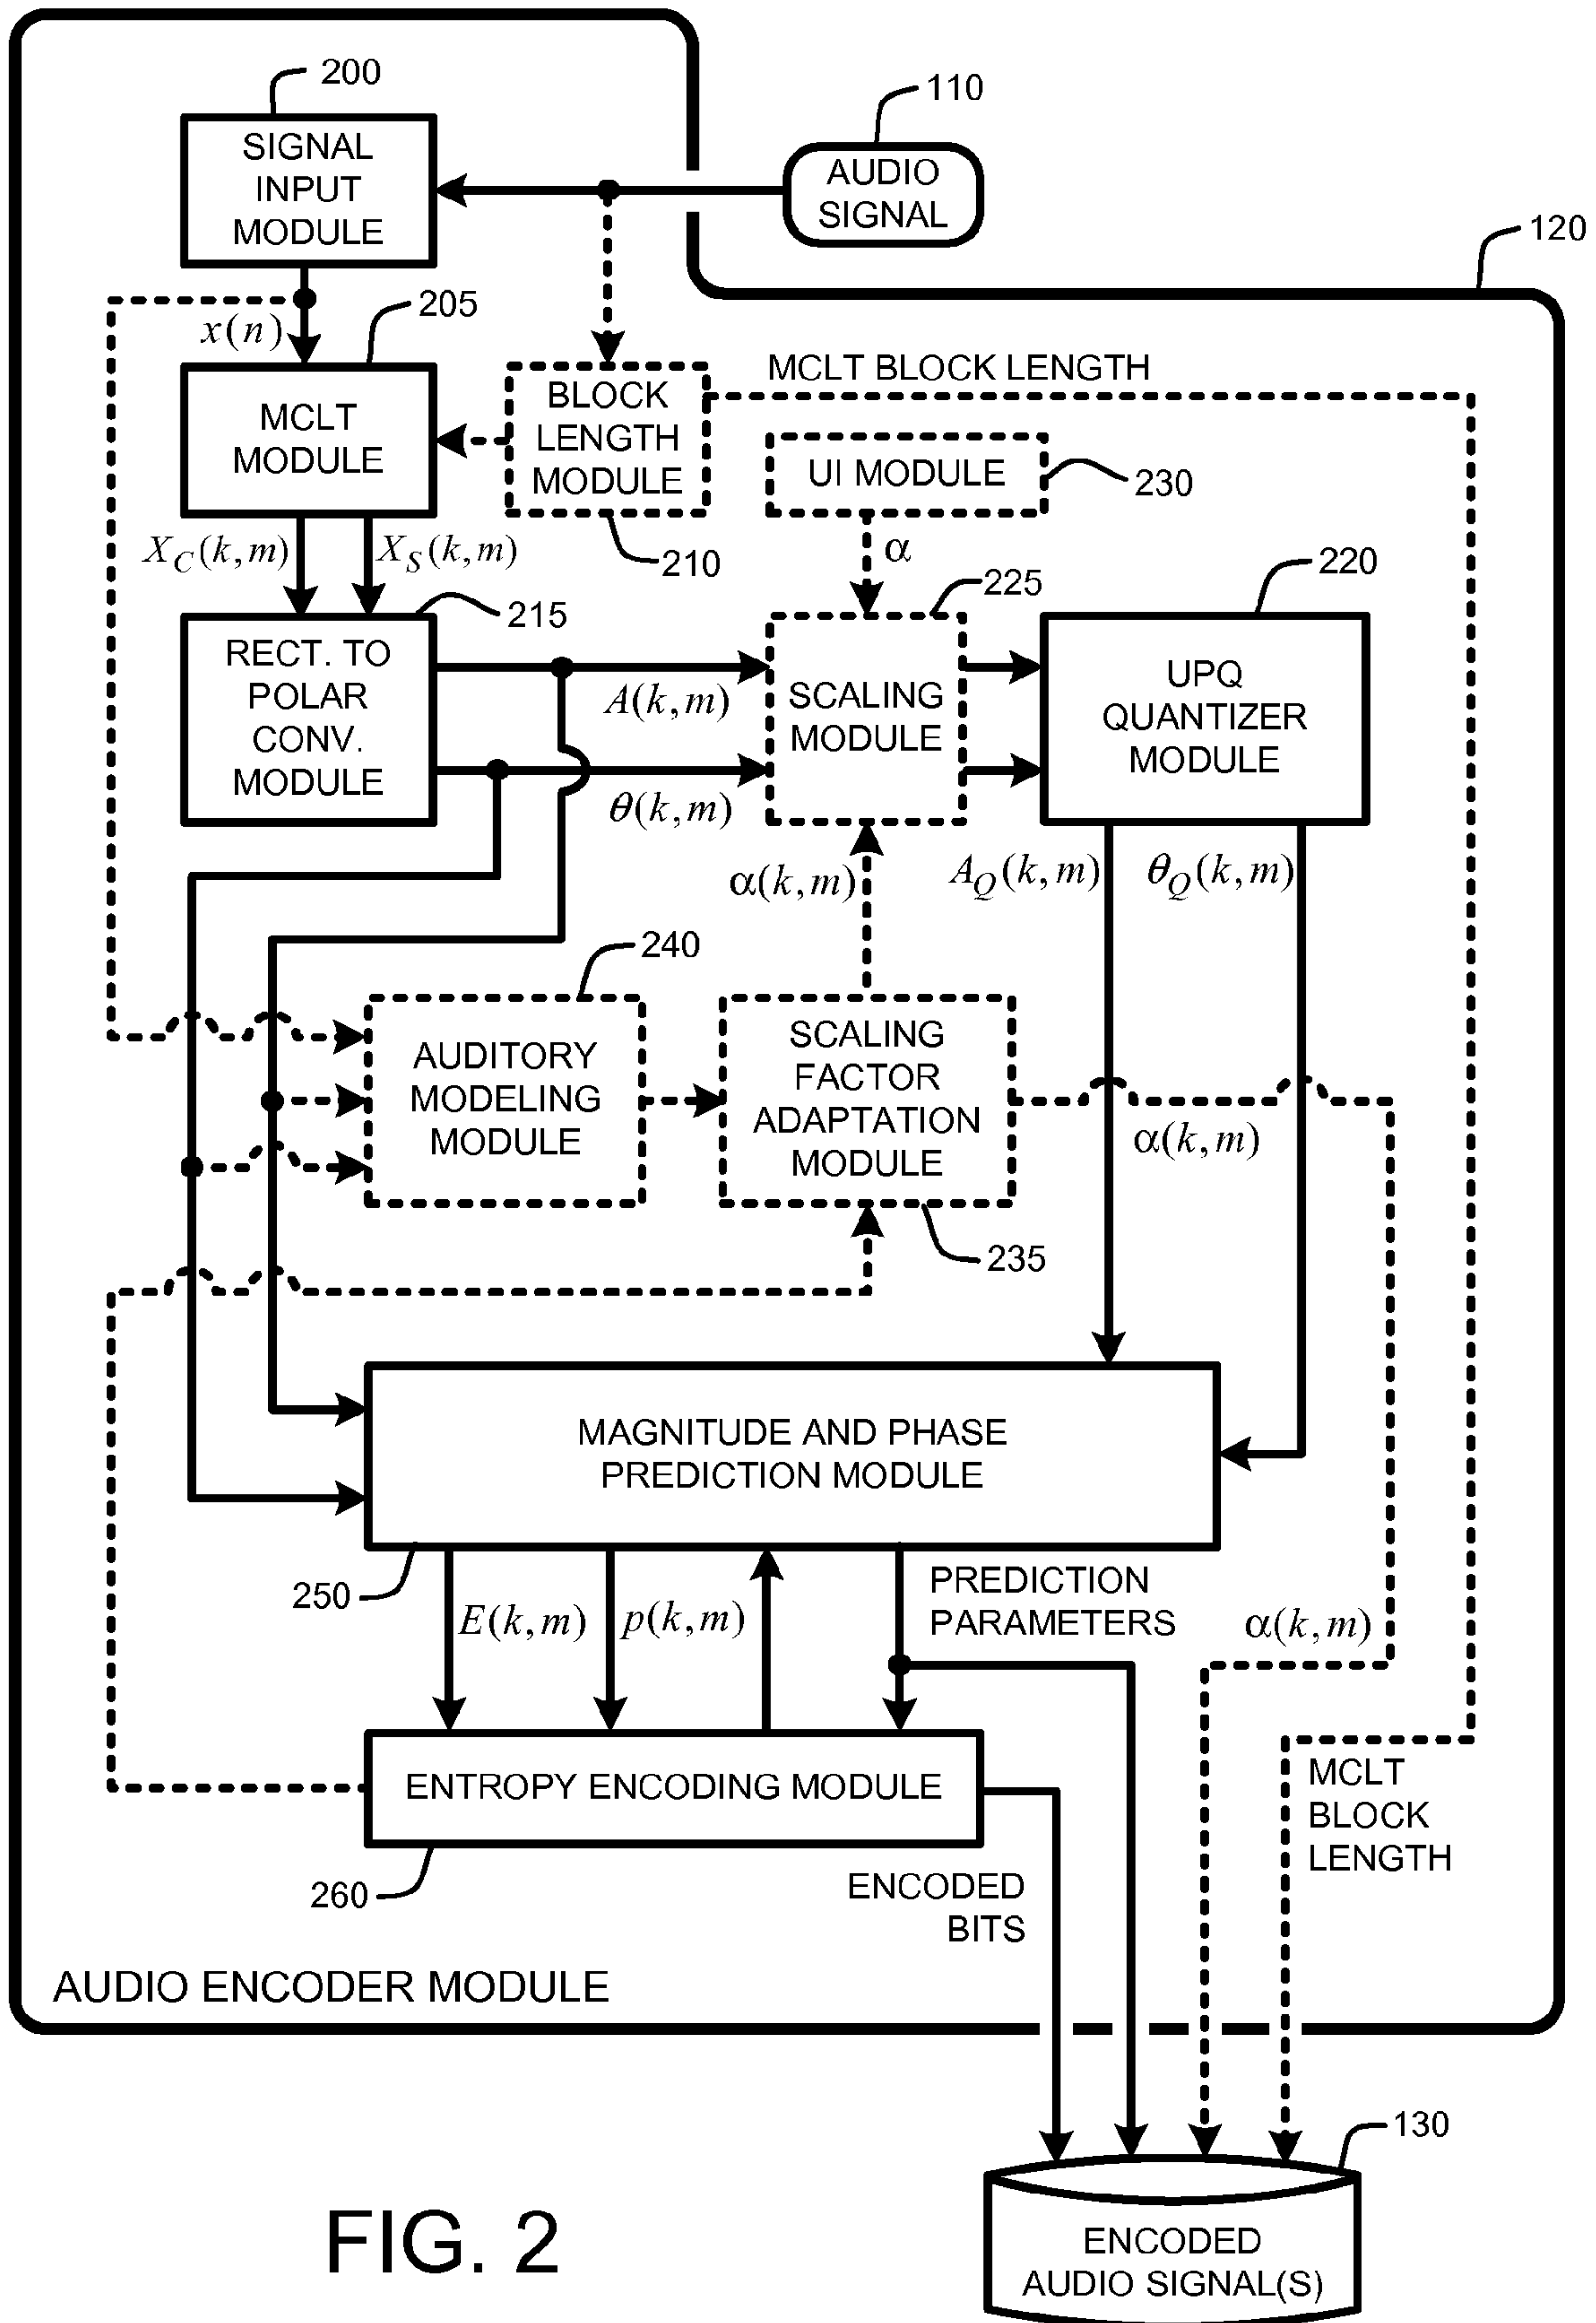 200
SIGNAL
INPUT
MODULE
110
AUDIO
SIGNAL
120
x(n)
205
MCLT
MODULE
BLOCK
LENGTH
MODULE
210
MCLT BLOCK LENGTH
UI MODULE
230
α
X_C(k,m)
X_S(k,m)
215
RECT. TO
POLAR
CONV.
MODULE
A(k,m)
θ(k,m)
225
SCALING
MODULE
220
UPQ
QUANTIZER
MODULE
α(k,m)
A_Q(k,m)
θ_Q(k,m)
240
AUDITORY
MODELING
MODULE
SCALING
FACTOR
ADAPTATION
MODULE
235
α(k,m)
MAGNITUDE AND PHASE
PREDICTION MODULE
250
E(k,m)
p(k,m)
PREDICTION
PARAMETERS
α(k,m)
ENTROPY ENCODING MODULE
260
ENCODED
BITS
MCLT
BLOCK
LENGTH
AUDIO ENCODER MODULE
130
ENCODED
AUDIO SIGNAL(S)
FIG. 2